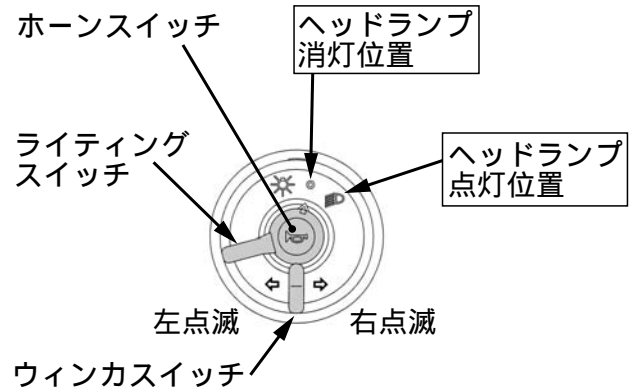 ホーンスイッチ
ヘッドランプ
消灯位置
ライティング
スイッチ
ヘッドランプ
点灯位置
左点滅
右点滅
ウィンカスイッチ